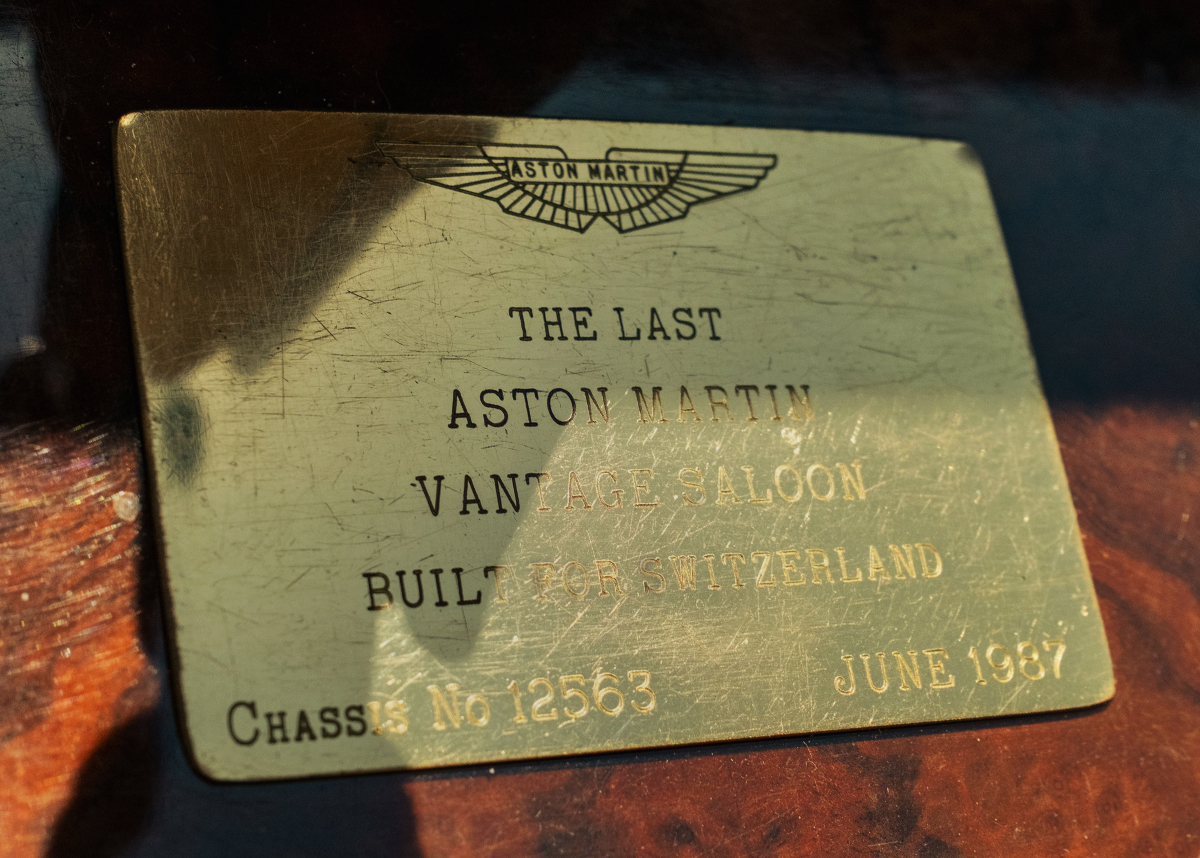 ASTON MARTIN
THE LAST
ASTON MARTIN
VANTAGE SALOON
BUILT FOR SWITZERLAND
CHASSIS No 12563 JUNE 1987